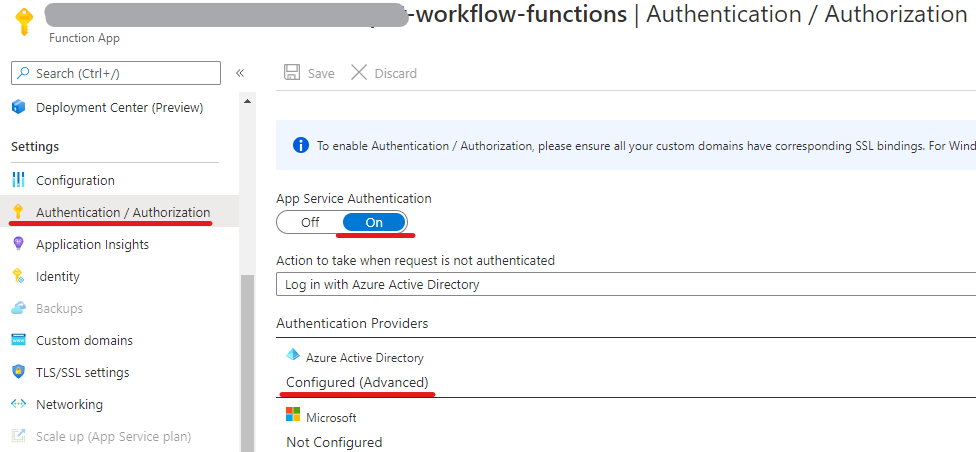 -workflow-functions | Authentication / Authorization
Function App
Search (Ctrl+/)
«
Deployment Center (Preview)
Settings
Configuration
Authentication / Authorization
Application Insights
Identity
Backups
Custom domains
TLS/SSL settings
Networking
Scale up (App Service plan)
Save
Discard
To enable Authentication / Authorization, please ensure all your custom domains have corresponding SSL bindings. For Wind
App Service Authentication
Off
On
Action to take when request is not authenticated
Log in with Azure Active Directory
Authentication Providers
Azure Active Directory
Configured (Advanced)
Microsoft
Not Configured